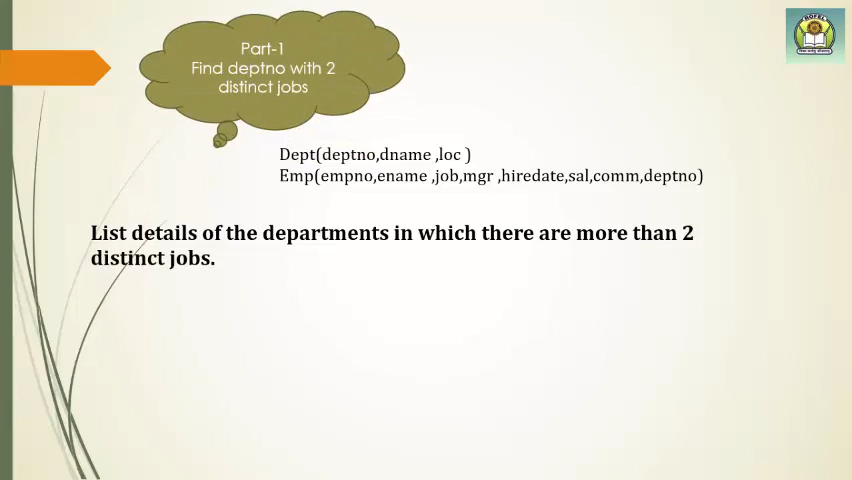 Part-1
Find deptno with 2
distinct jobs
Dept(deptno,dname ,loc )
Emp(empno,ename ,job,mgr ,hiredate,sal,comm,deptno)
List details of the departments in which there are more than 2
distinct jobs.